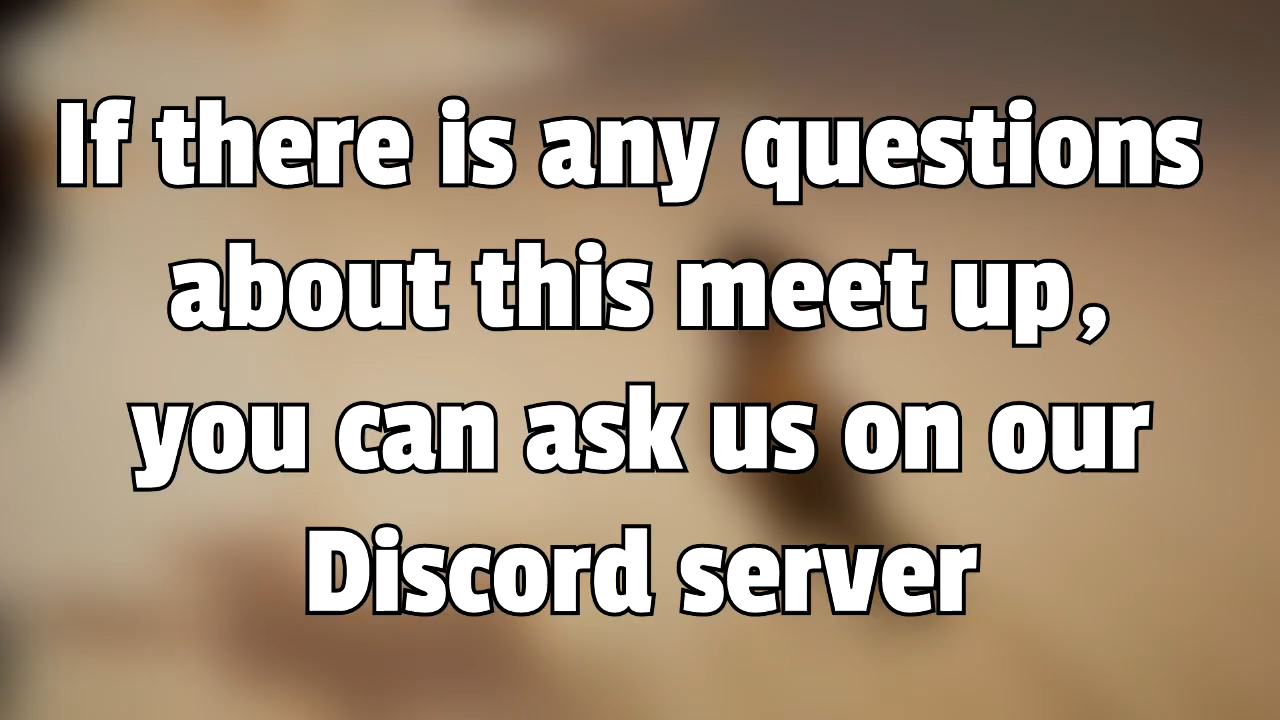 If there is any questions
about this meet up,
you can ask us on our
Discord server